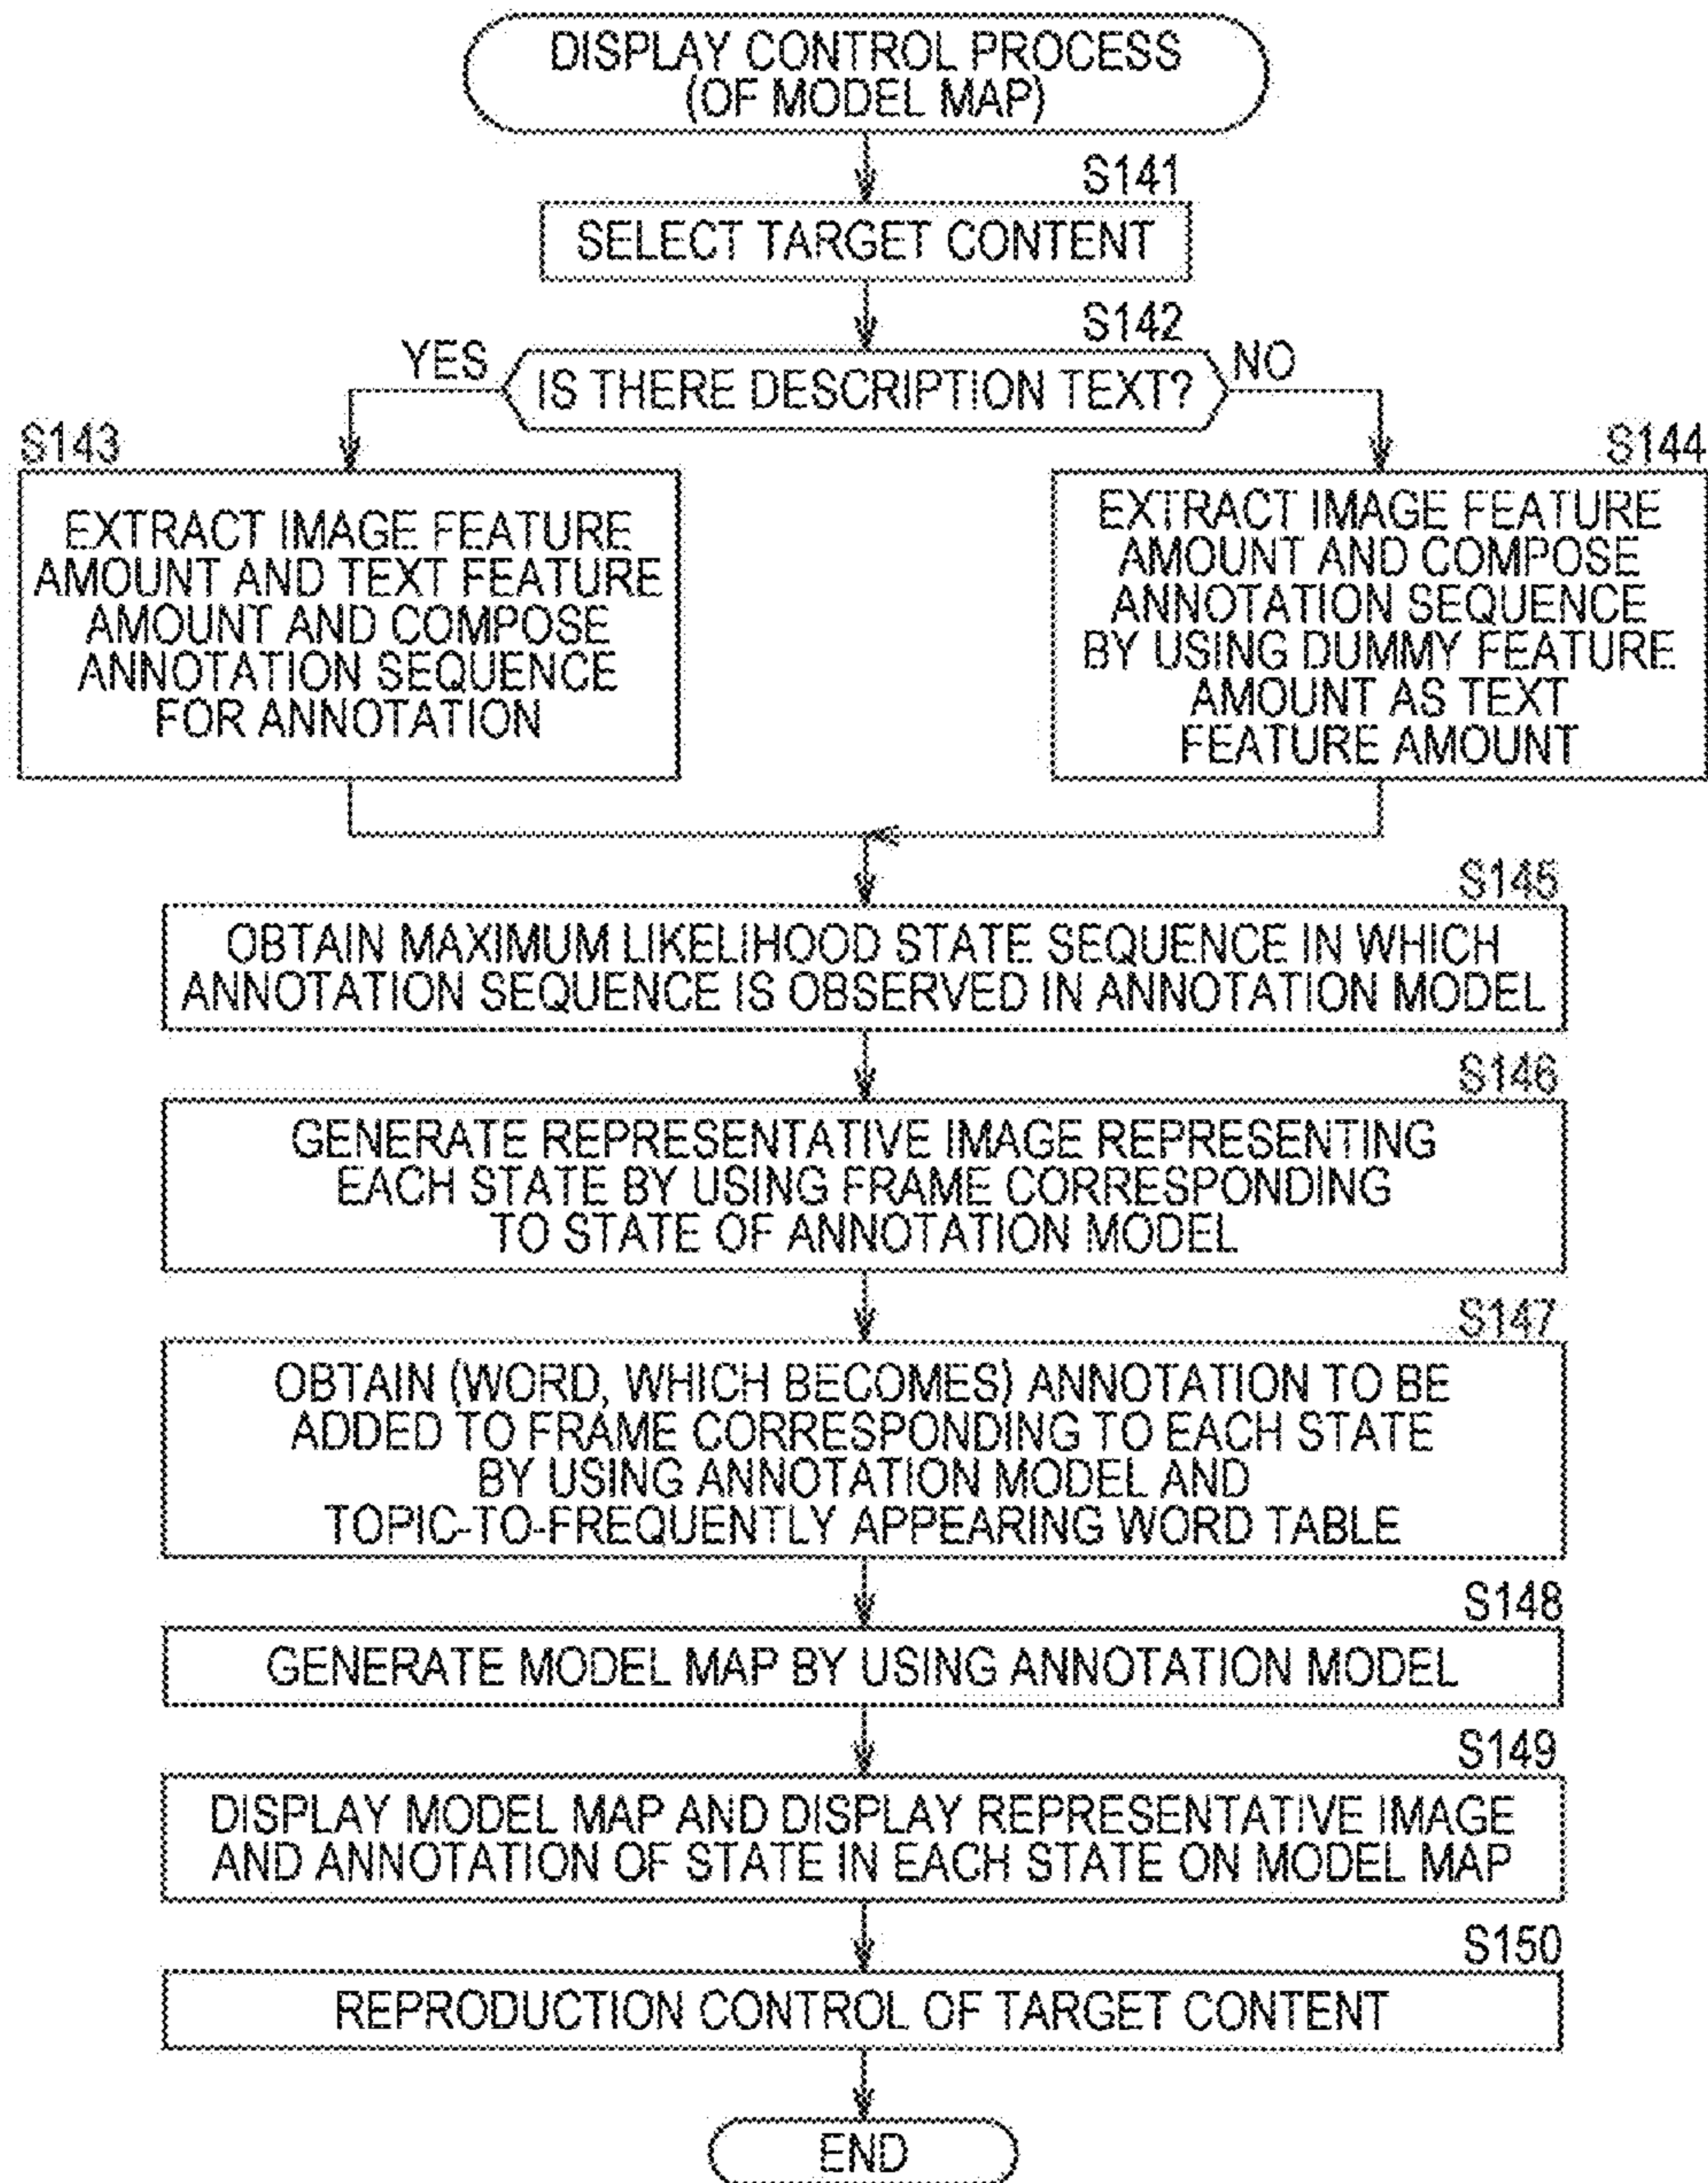 DISPLAY CONTROL PROCESS
(OF MODEL MAP)
S141
SELECT TARGET CONTENT
S142
YES
IS THERE DESCRIPTION TEXT?
NO
S143
EXTRACT IMAGE FEATURE
AMOUNT AND TEXT FEATURE
AMOUNT AND COMPOSE
ANNOTATION SEQUENCE
FOR ANNOTATION
S144
EXTRACT IMAGE FEATURE
AMOUNT AND COMPOSE
ANNOTATION SEQUENCE
BY USING DUMMY FEATURE
AMOUNT AS TEXT
FEATURE AMOUNT
S145
OBTAIN MAXIMUM LIKELIHOOD STATE SEQUENCE IN WHICH
ANNOTATION SEQUENCE IS OBSERVED IN ANNOTATION MODEL
S146
GENERATE REPRESENTATIVE IMAGE REPRESENTING
EACH STATE BY USING FRAME CORRESPONDING
TO STATE OF ANNOTATION MODEL
S147
OBTAIN (WORD, WHICH BECOMES) ANNOTATION TO BE
ADDED TO FRAME CORRESPONDING TO EACH STATE
BY USING ANNOTATION MODEL AND
TOPIC-TO-FREQUENTLY APPEARING WORD TABLE
S148
GENERATE MODEL MAP BY USING ANNOTATION MODEL
S149
DISPLAY MODEL MAP AND DISPLAY REPRESENTATIVE IMAGE
AND ANNOTATION OF STATE IN EACH STATE ON MODEL MAP
S150
REPRODUCTION CONTROL OF TARGET CONTENT
END